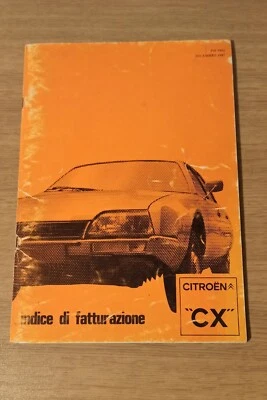 CITROËN
"CX"
indice di fatturazione